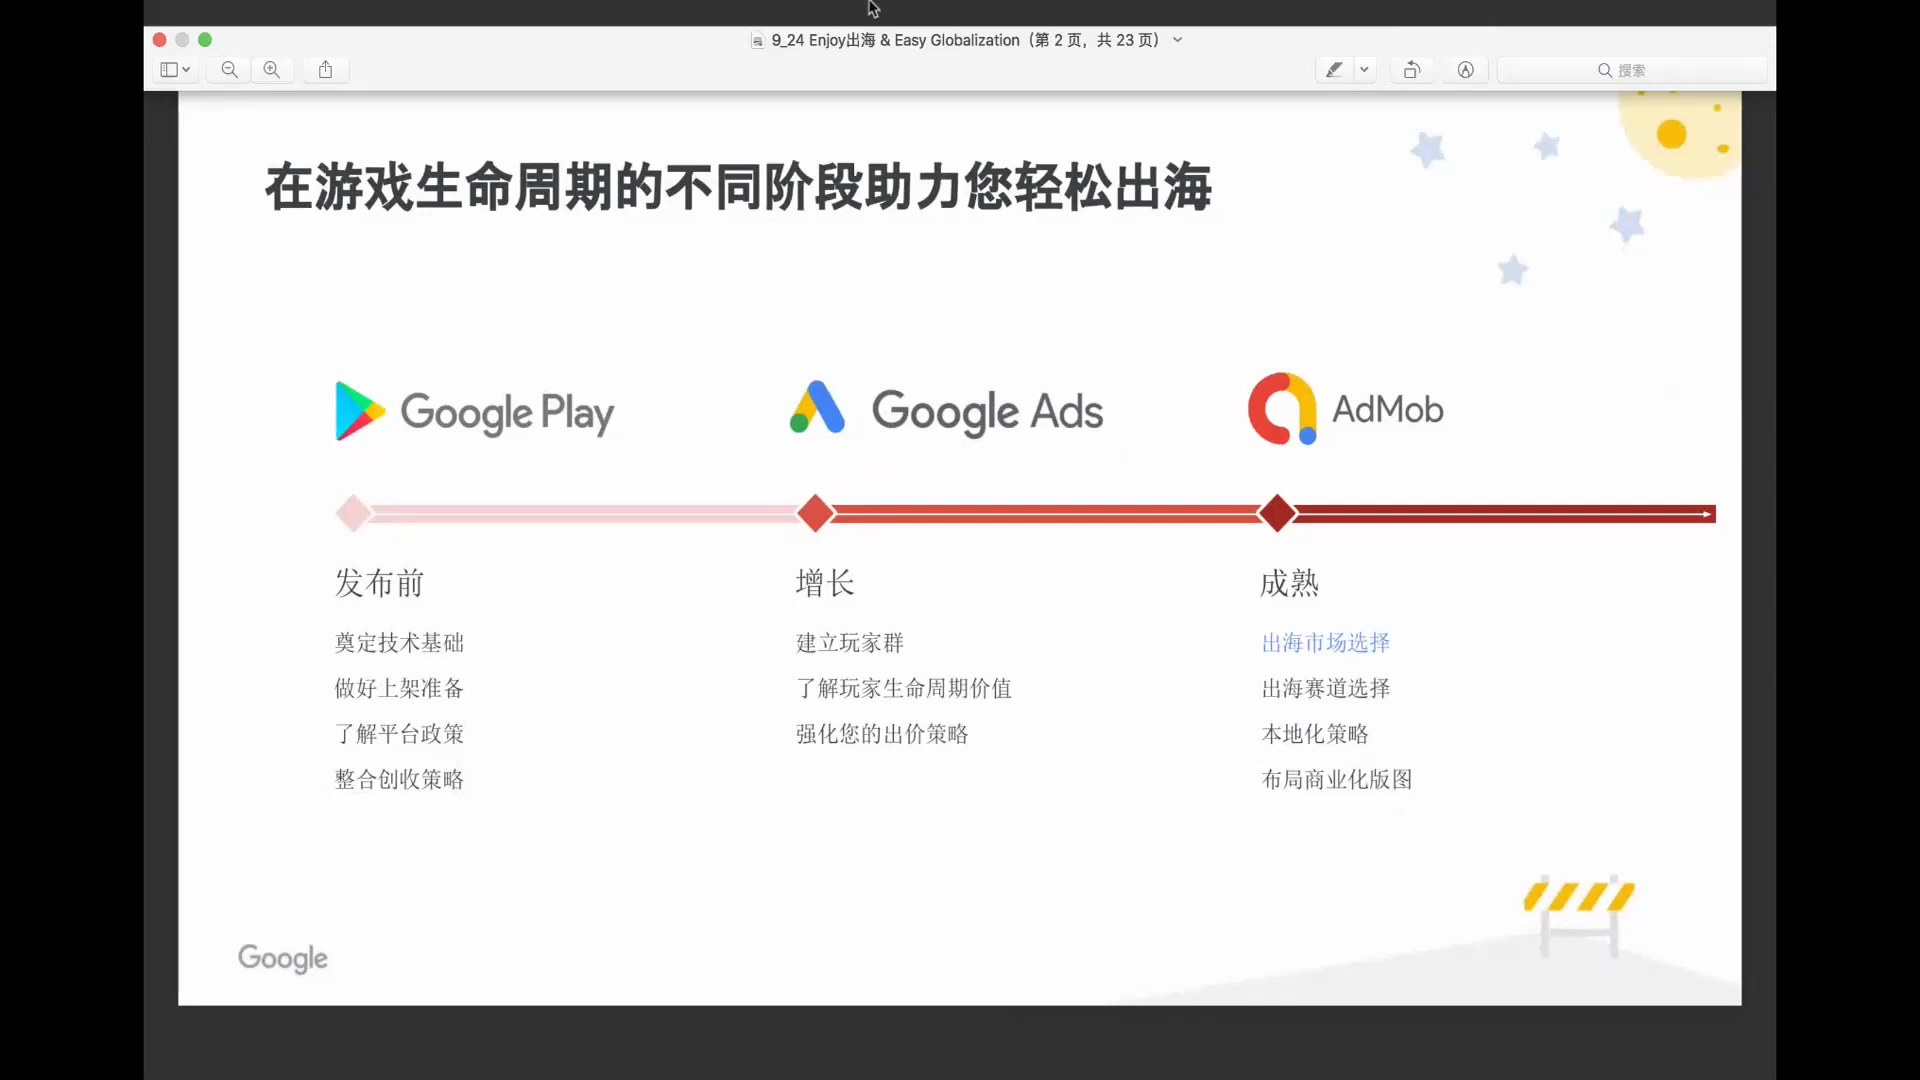 9_24 Enjoy出海 & Easy Globalization（第 2 页，共 23 页）
搜索
在游戏生命周期的不同阶段助力您轻松出海
Google Play
Google Ads
AdMob
发布前
奠定技术基础
做好上架准备
了解平台政策
整合创收策略
增长
建立玩家群
了解玩家生命周期价值
强化您的出价策略
成熟
出海市场选择
出海赛道选择
本地化策略
布局商业化版图
Google